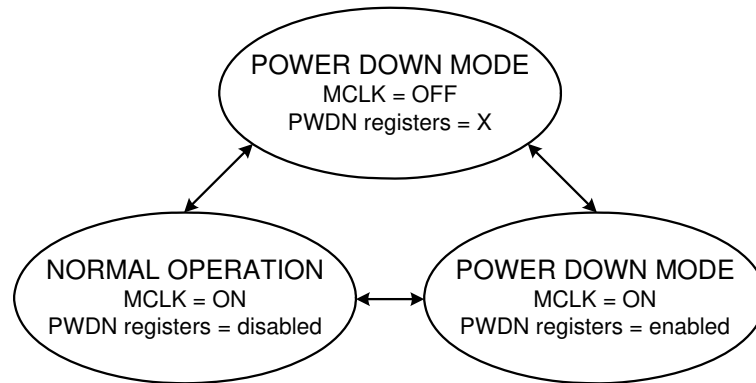 POWER DOWN MODE
MCLK = OFF
PWDN registers = X
NORMAL OPERATION
MCLK = ON
PWDN registers = disabled
POWER DOWN MODE
MCLK = ON
PWDN registers = enabled